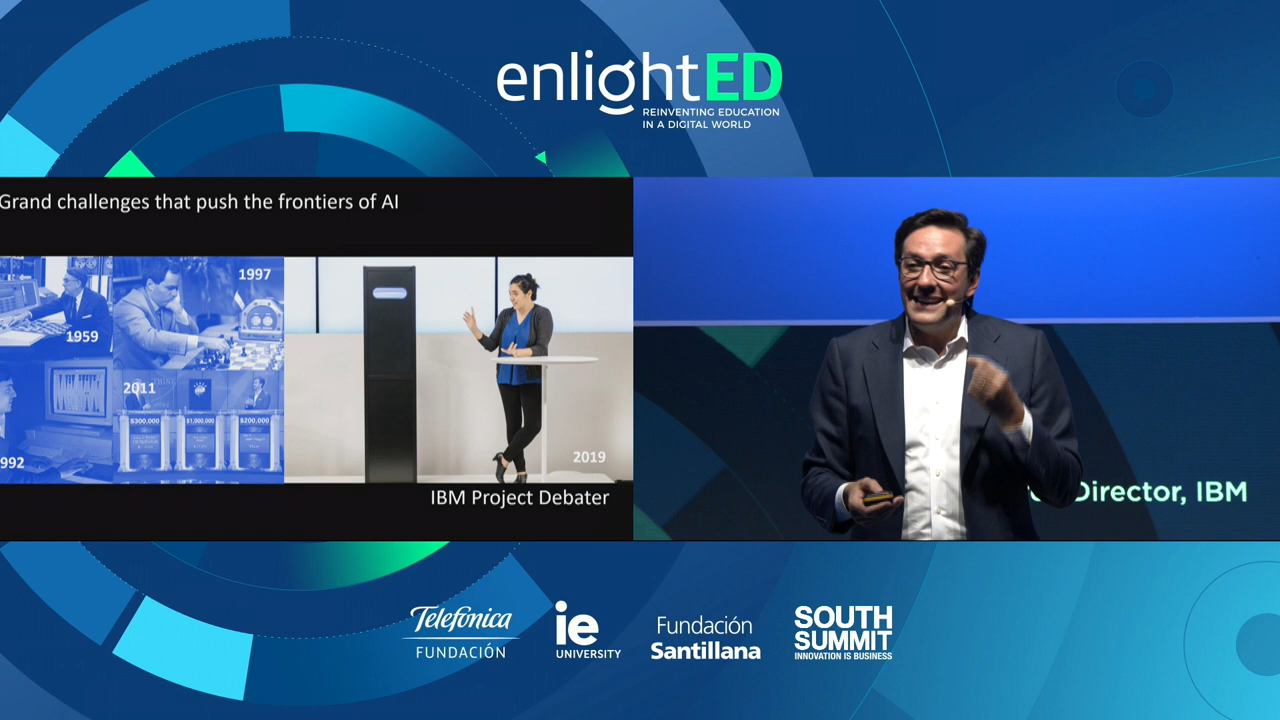 enlightED
REINVENTING EDUCATION
IN A DIGITAL WORLD
Grand challenges that push the frontiers of AI
1959
1997
2011
$300,000
$1,000,000
$200,000
992
2019
IBM Project Debater
Director, IBM
Telefónica
FUNDACIÓN
ie
UNIVERSITY
Fundación
Santillana
SOUTH
SUMMIT
INNOVATION IS BUSINESS